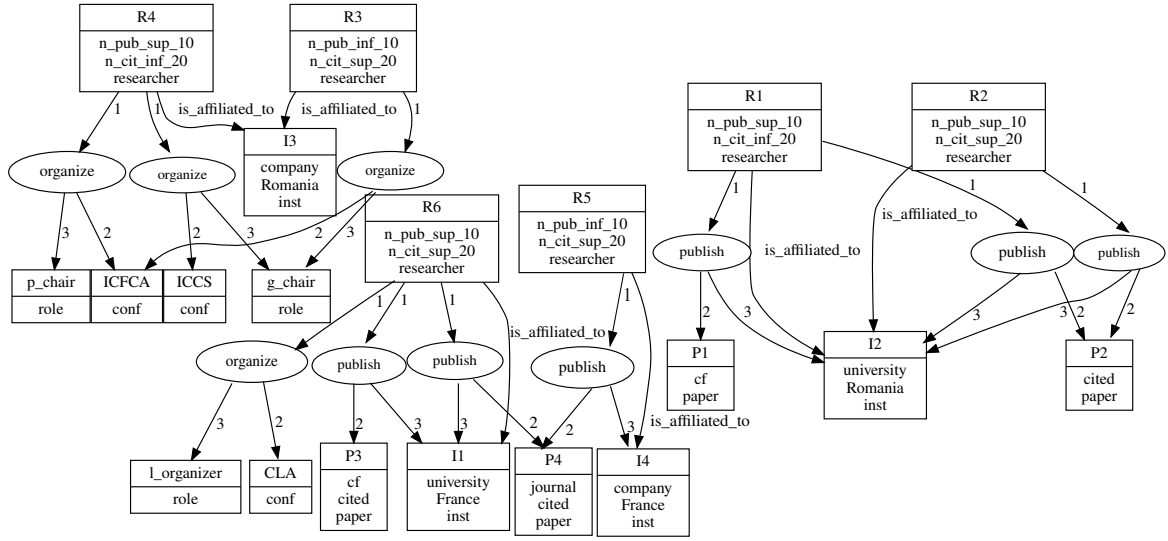 R4
n_pub_sup_10
n_cit_inf_20
researcher
R3
n_pub_inf_10
n_cit_sup_20
researcher
R1
n_pub_sup_10
n_cit_inf_20
researcher
R2
n_pub_sup_10
n_cit_sup_20
researcher
1
1
is_affiliated_to
is_affiliated_to
1
I3
company
Romania
inst
organize
organize
organize
1
1
1
R6
n_pub_sup_10
n_cit_sup_20
researcher
R5
n_pub_inf_10
n_cit_sup_20
researcher
is_affiliated_to
is_affiliated_to
3
2
2
3
2
3
publish
publish
publish
p_chair
role
ICFCA
conf
ICCS
conf
g_chair
role
1
1
1
1
2
3
3
2
3
2
is_affiliated_to
organize
publish
publish
publish
P1
cf
paper
I2
university
Romania
inst
P2
cited
paper
3
2
2
3
3
2
2
3
is_affiliated_to
l_organizer
role
CLA
conf
P3
cf
cited
paper
I1
university
France
inst
P4
journal
cited
paper
I4
company
France
inst